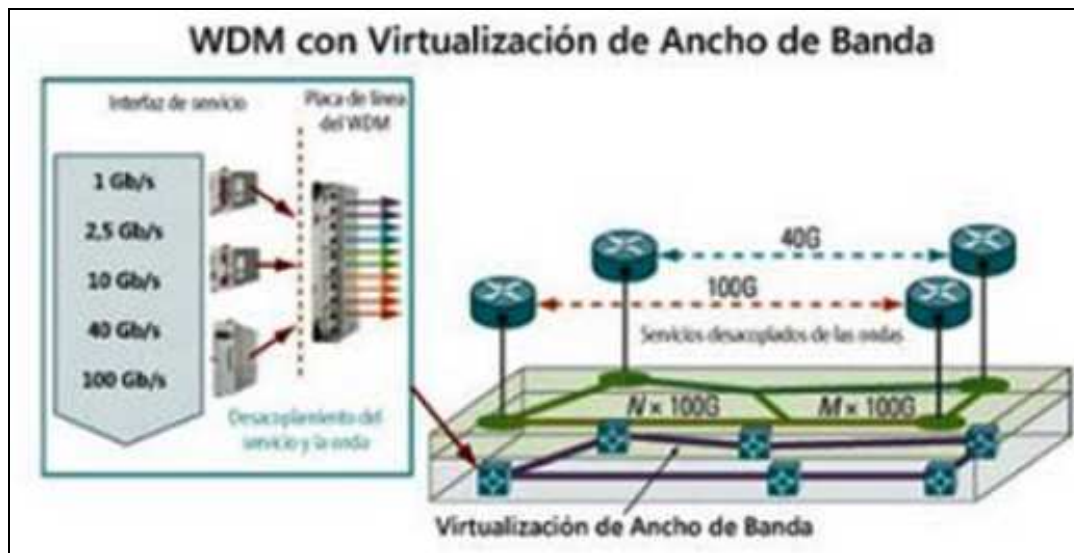 WDM con Virtualización de Ancho de Banda
Interfaz de servicio
Placa de línea
del WDM
1 Gb/s
2,5 Gb/s
10 Gb/s
40 Gb/s
100 Gb/s
Desacoplamiento del
servicio y la onda
40G
100G
Servicios desacoplados de las ondas
N × 100G
M × 100G
Virtualización de Ancho de Banda